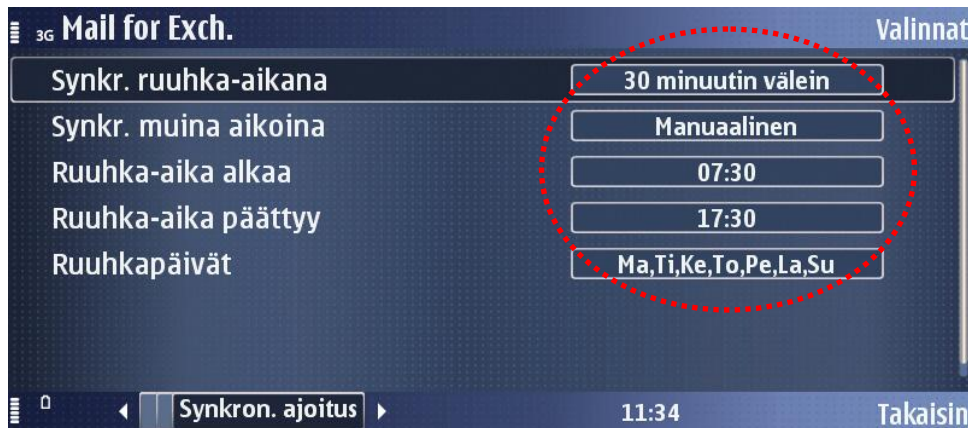 3G Mail for Exch. Valinnat
Synkr. ruuhka-aikana 30 minuutin välein
Synkr. muina aikoina Manuaalinen
Ruuhka-aika alkaa 07:30
Ruuhka-aika päättyy 17:30
Ruuhkapäivät Ma,Ti,Ke,To,Pe,La,Su
Synkron. ajoitus 11:34 Takaisin